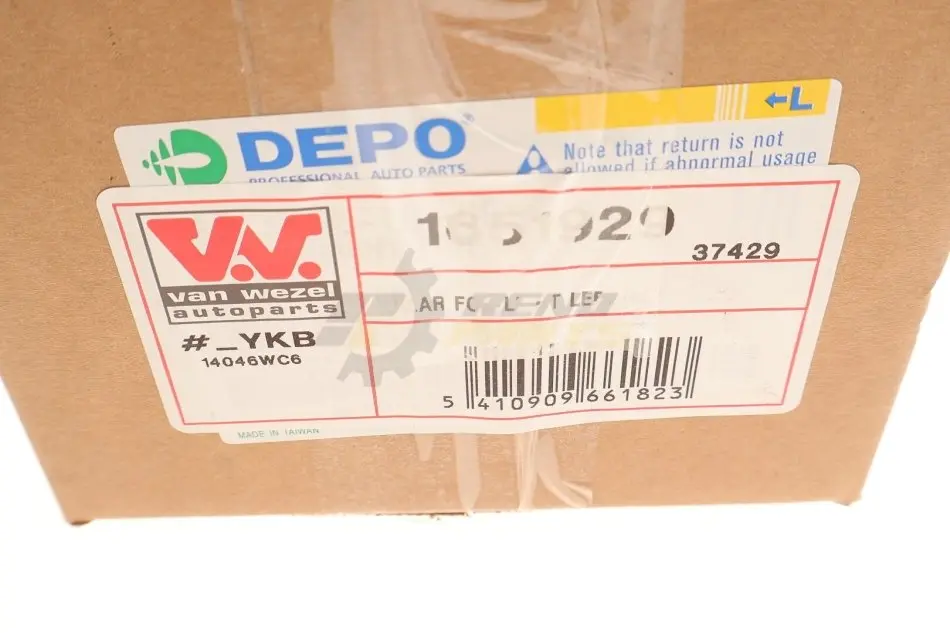 ←L
DEPO®
PROFESSIONAL AUTO PARTS
Note that return is not
allowed if abnormal usage
37429
van wezel
autoparts
#_YKB
14046WC6
5 410909 661823
MADE IN TAIWAN